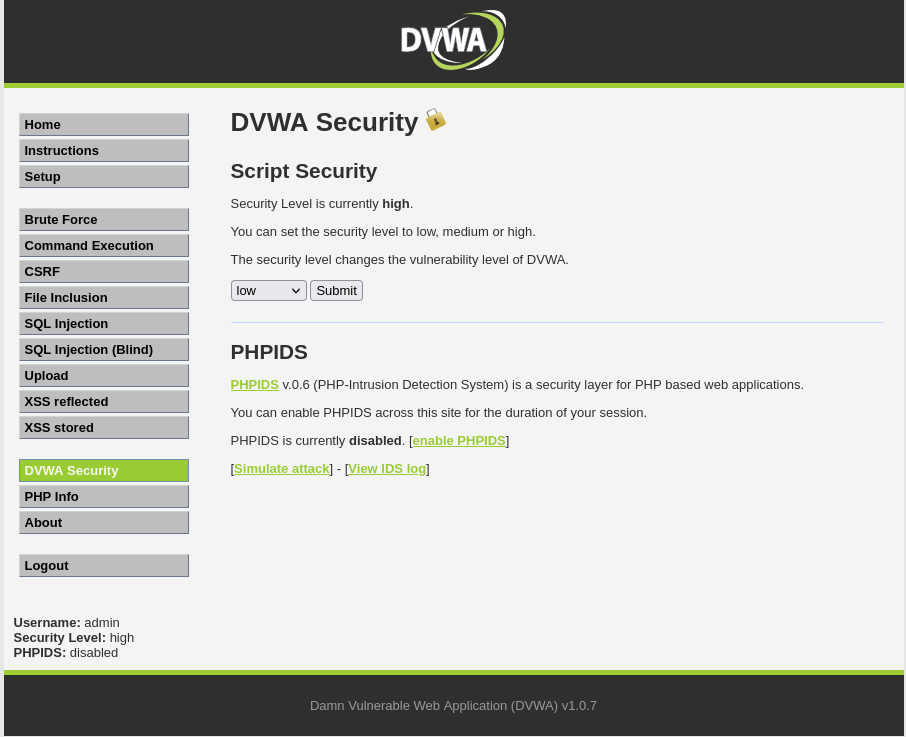 DVWA
Home
Instructions
Setup
Brute Force
Command Execution
CSRF
File Inclusion
SQL Injection
SQL Injection (Blind)
Upload
XSS reflected
XSS stored
DVWA Security
PHP Info
About
Logout
DVWA Security
Script Security
Security Level is currently high.
You can set the security level to low, medium or high.
The security level changes the vulnerability level of DVWA.
low Submit
PHPIDS
PHPIDS v.0.6 (PHP-Intrusion Detection System) is a security layer for PHP based web applications.
You can enable PHPIDS across this site for the duration of your session.
PHPIDS is currently disabled. [enable PHPIDS]
[Simulate attack] - [View IDS log]
Username: admin
Security Level: high
PHPIDS: disabled
Damn Vulnerable Web Application (DVWA) v1.0.7